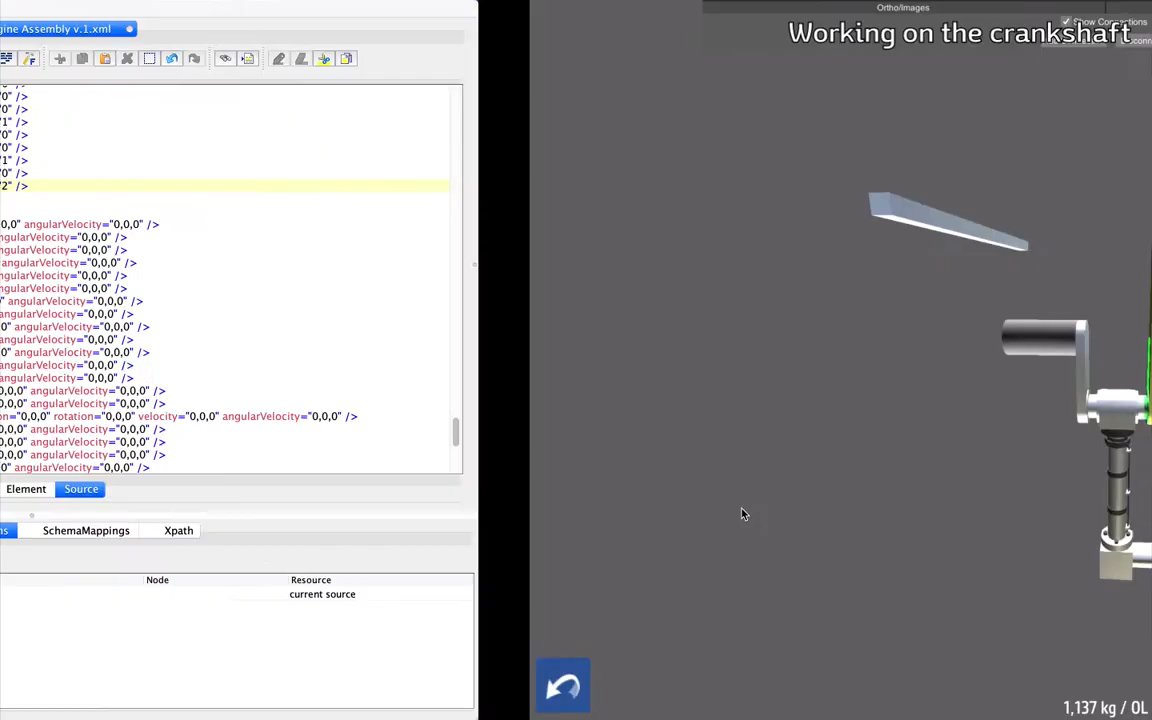 gine Assembly v.1.xml
"0" />
"0" />
"1" />
"0" />
"0" />
"1" />
"0" />
"2" />
0,0" angularVelocity="0,0,0" />
ngularVelocity="0,0,0" />
ngularVelocity="0,0,0" />
angularVelocity="0,0,0" />
ngularVelocity="0,0,0" />
ngularVelocity="0,0,0" />
" angularVelocity="0,0,0" />
angularVelocity="0,0,0" />
0" angularVelocity="0,0,0" />
angularVelocity="0,0,0" />
0" angularVelocity="0,0,0" />
angularVelocity="0,0,0" />
angularVelocity="0,0,0" />
0,0" angularVelocity="0,0,0" />
0,0" angularVelocity="0,0,0" />
on="0,0,0" rotation="0,0,0" velocity="0,0,0" angularVelocity="0,0,0" />
0,0" angularVelocity="0,0,0" />
0,0" angularVelocity="0,0,0" />
0,0" angularVelocity="0,0,0" />
0" angularVelocity="0,0,0" />
Element Source
ns SchemaMappings Xpath
Node Resource
current source
Ortho/Images
Show Connections
Working on the crankshaft
1,137 kg / 0L